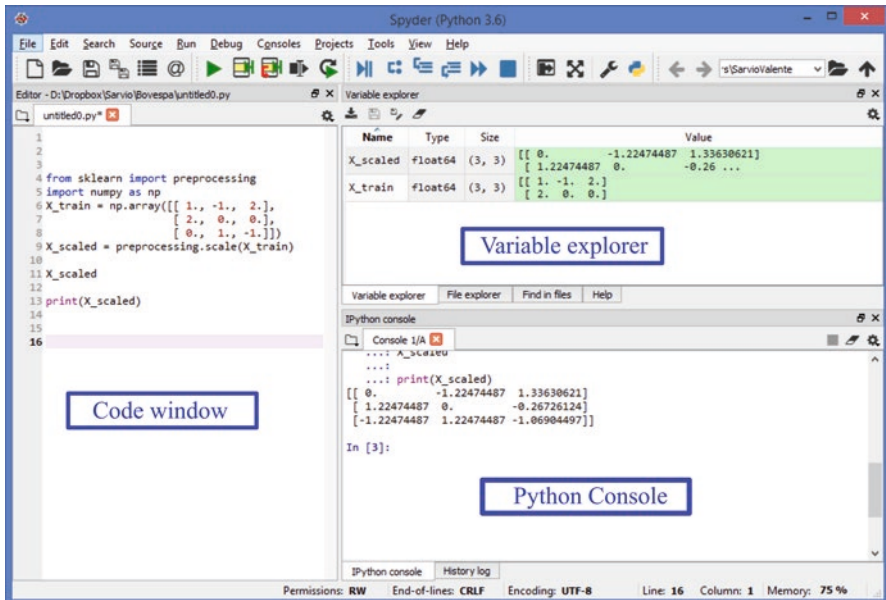 Spyder (Python 3.6)
File Edit Search Source Run Debug Consoles Projects Tools View Help
's\SarvioValente
Editor - D:\Dropbox\Sarvio\Bovespa\untitled0.py
untitled0.py*
1
2
3
4 from sklearn import preprocessing
5 import numpy as np
6 X_train = np.array([[ 1., -1., 2.],
7 [ 2., 0., 0.],
8 [ 0., 1., -1.]])
9 X_scaled = preprocessing.scale(X_train)
10
11 X_scaled
12
13 print(X_scaled)
14
15
16
Code window
Variable explorer
Name Type Size Value
X_scaled float64 (3, 3) [[ 0. -1.22474487 1.33630621]
[ 1.22474487 0. -0.26 ...
X_train float64 (3, 3) [[ 1. -1. 2.]
[ 2. 0. 0.]
Variable explorer
Variable explorer File explorer Find in files Help
IPython console
Console 1/A
...: X_scaled
...:
...: print(X_scaled)
[[ 0. -1.22474487 1.33630621]
[ 1.22474487 0. -0.26726124]
[-1.22474487 1.22474487 -1.06904497]]
In [3]:
Python Console
IPython console History log
Permissions: RW End-of-lines: CRLF Encoding: UTF-8 Line: 16 Column: 1 Memory: 75 %